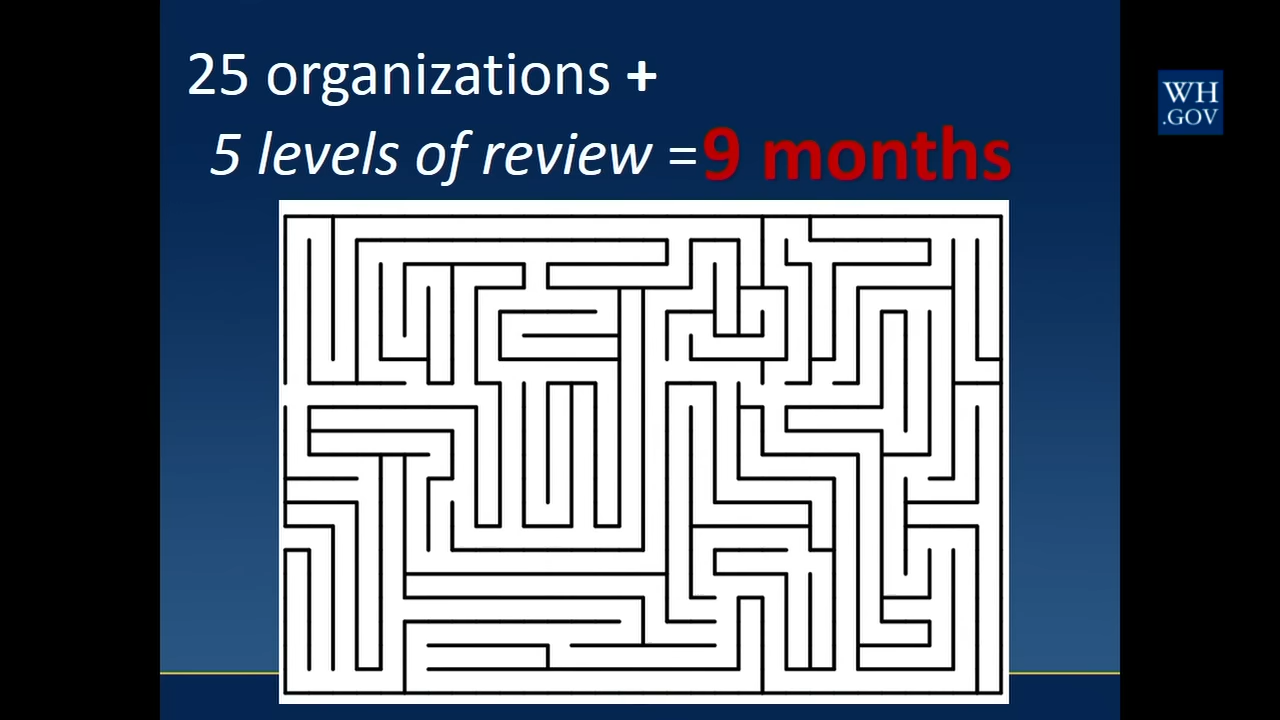 25 organizations +
5 levels of review =9 months
WH
.GOV